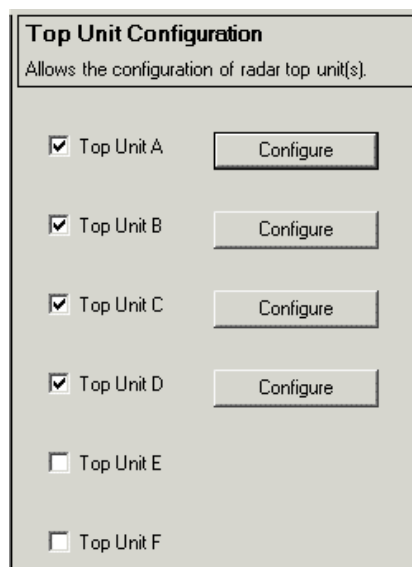 Top Unit Configuration
Allows the configuration of radar top unit(s).
Top Unit A Configure
Top Unit B Configure
Top Unit C Configure
Top Unit D Configure
Top Unit E
Top Unit F